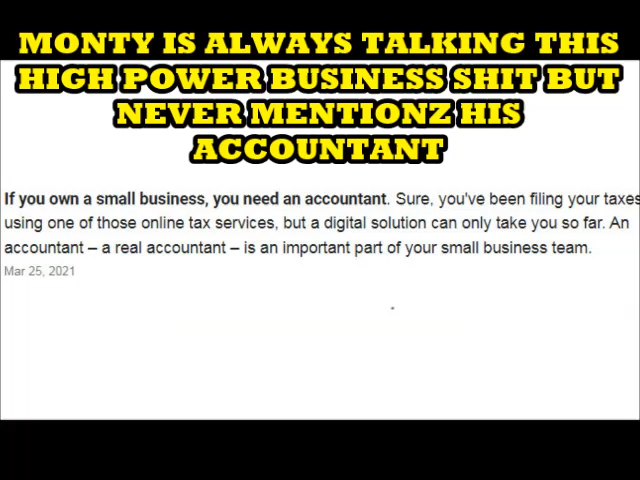 MONTY IS ALWAYS TALKING THIS
HIGH POWER BUSINESS SHIT BUT
NEVER MENTIONZ HIS
ACCOUNTANT
If you own a small business, you need an accountant. Sure, you've been filing your taxes
using one of those online tax services, but a digital solution can only take you so far. An
accountant – a real accountant – is an important part of your small business team.
Mar 25, 2021